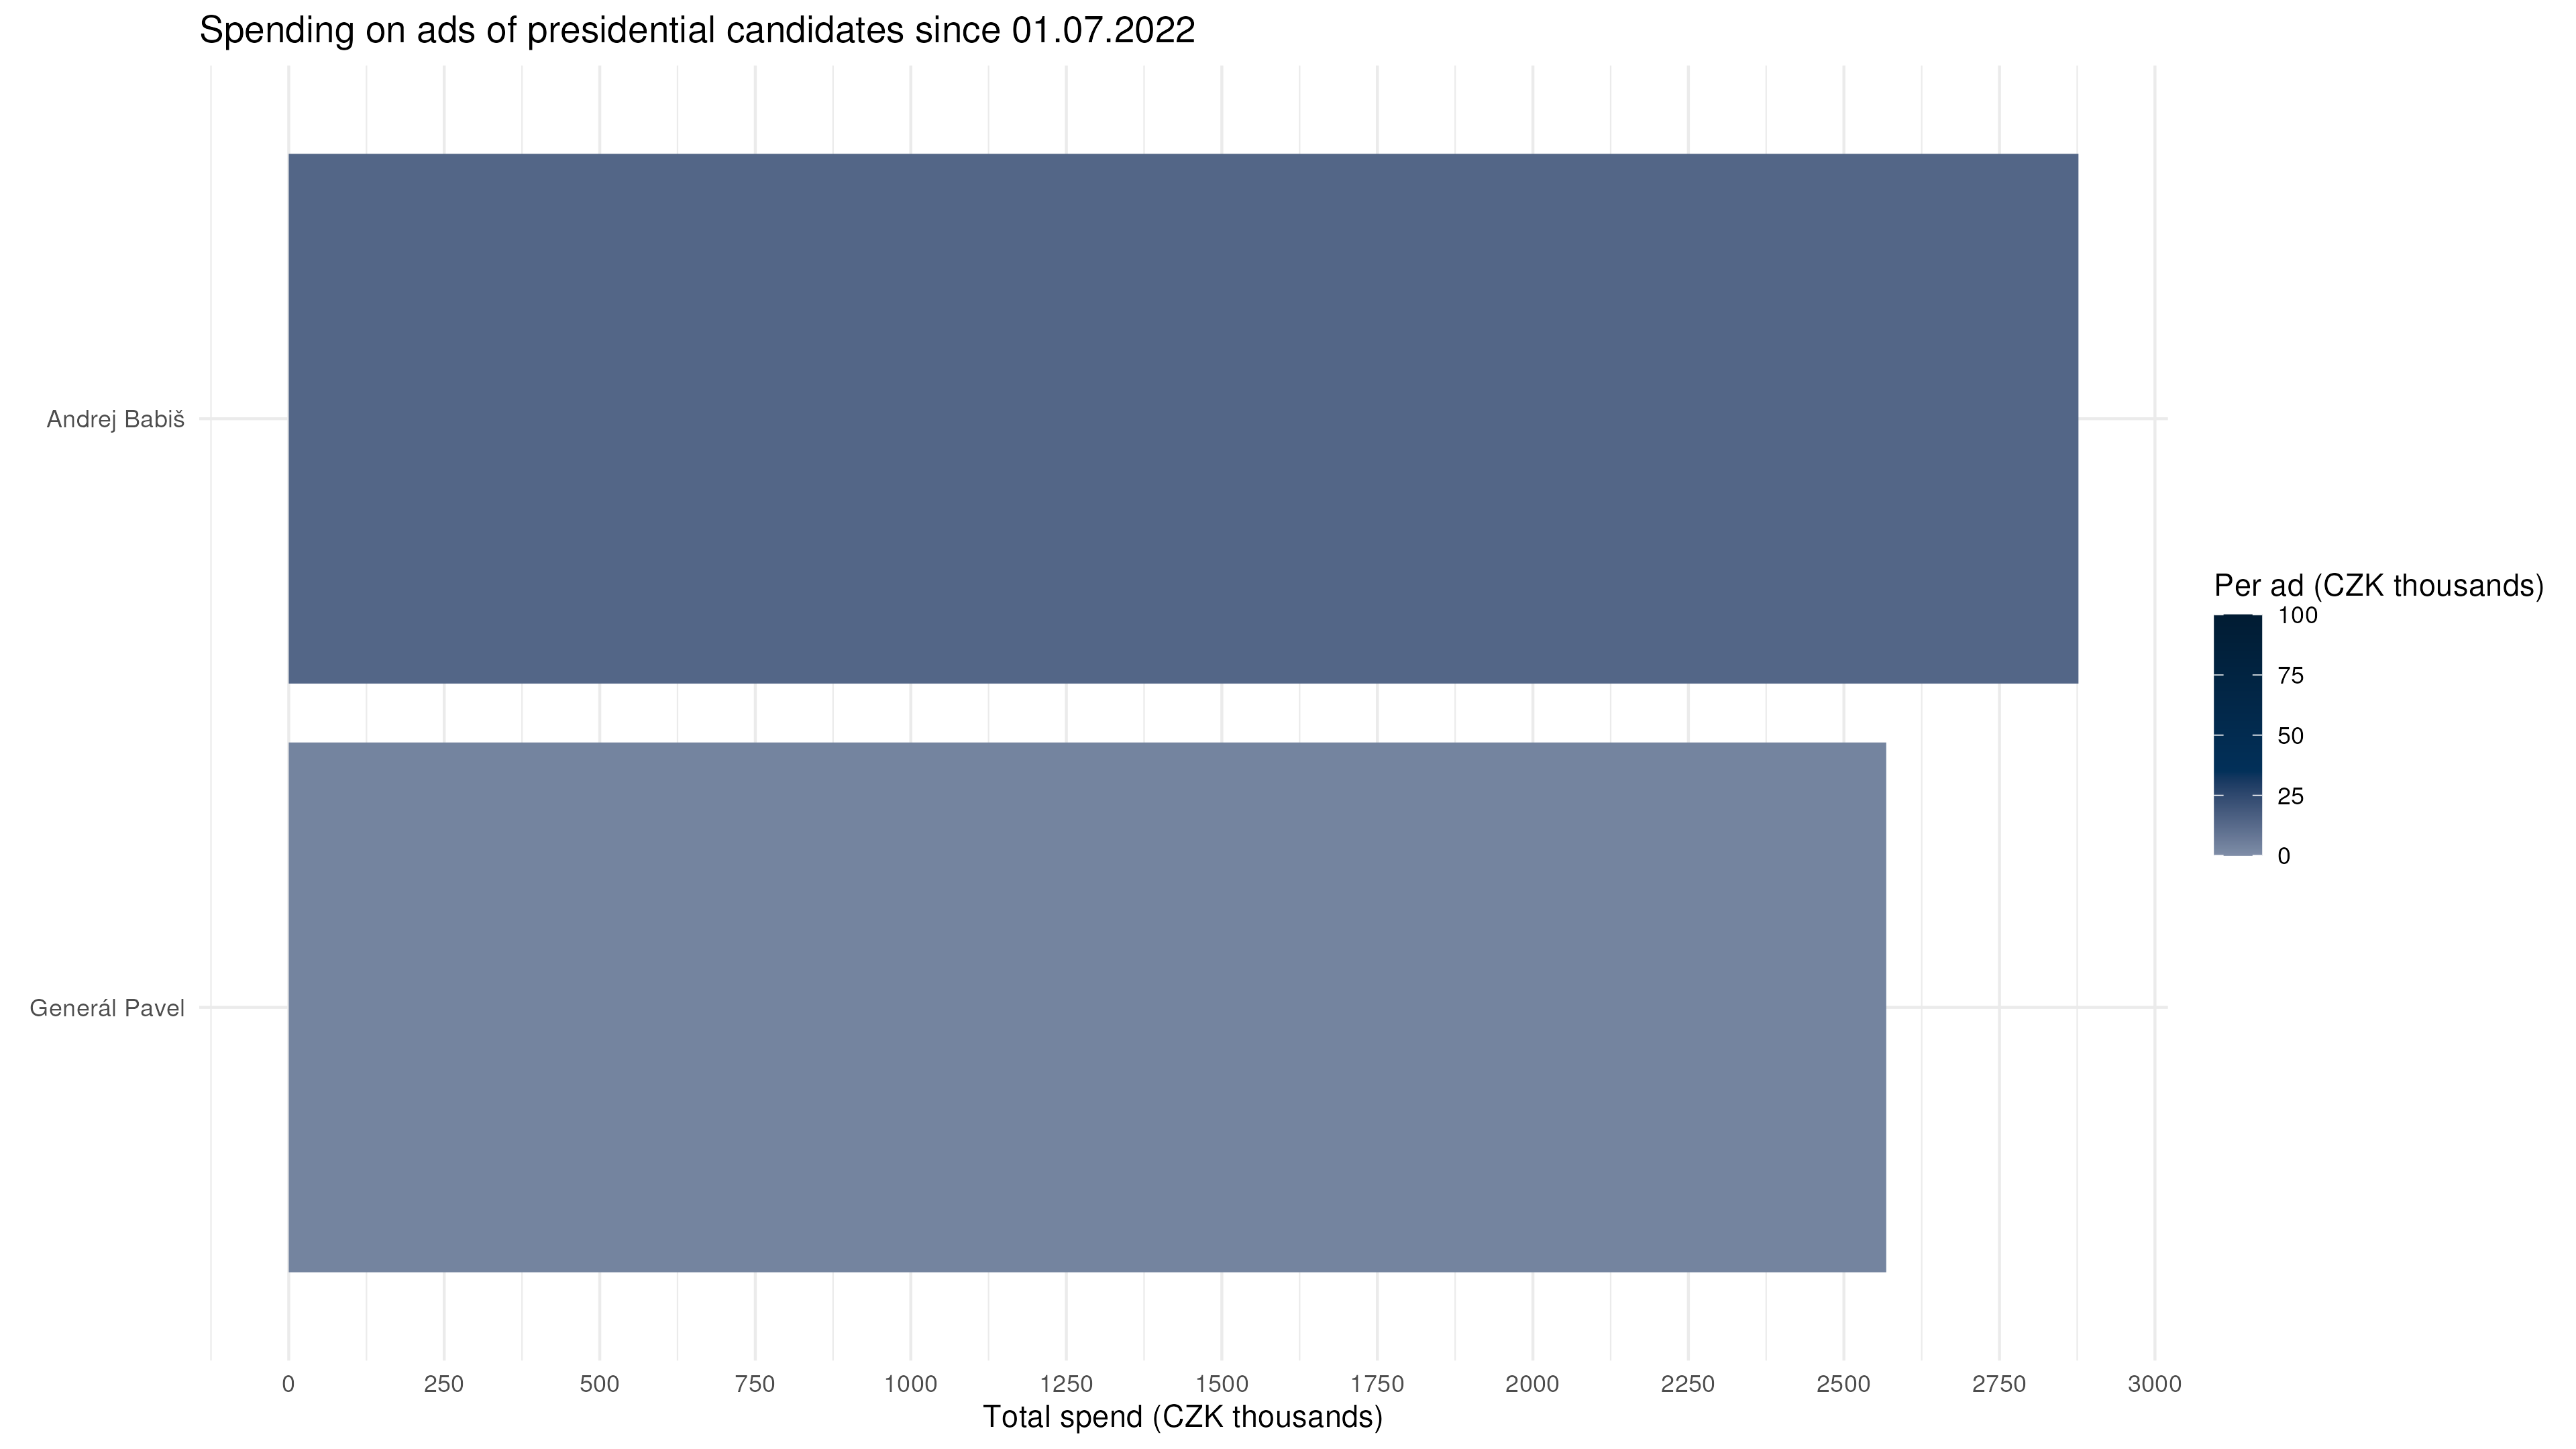 Spending on ads of presidential candidates since 01.07.2022
Andrej Babiš
Generál Pavel
0 250 500 750 1000 1250 1500 1750 2000 2250 2500 2750 3000
Total spend (CZK thousands)
Per ad (CZK thousands)
100
75
50
25
0